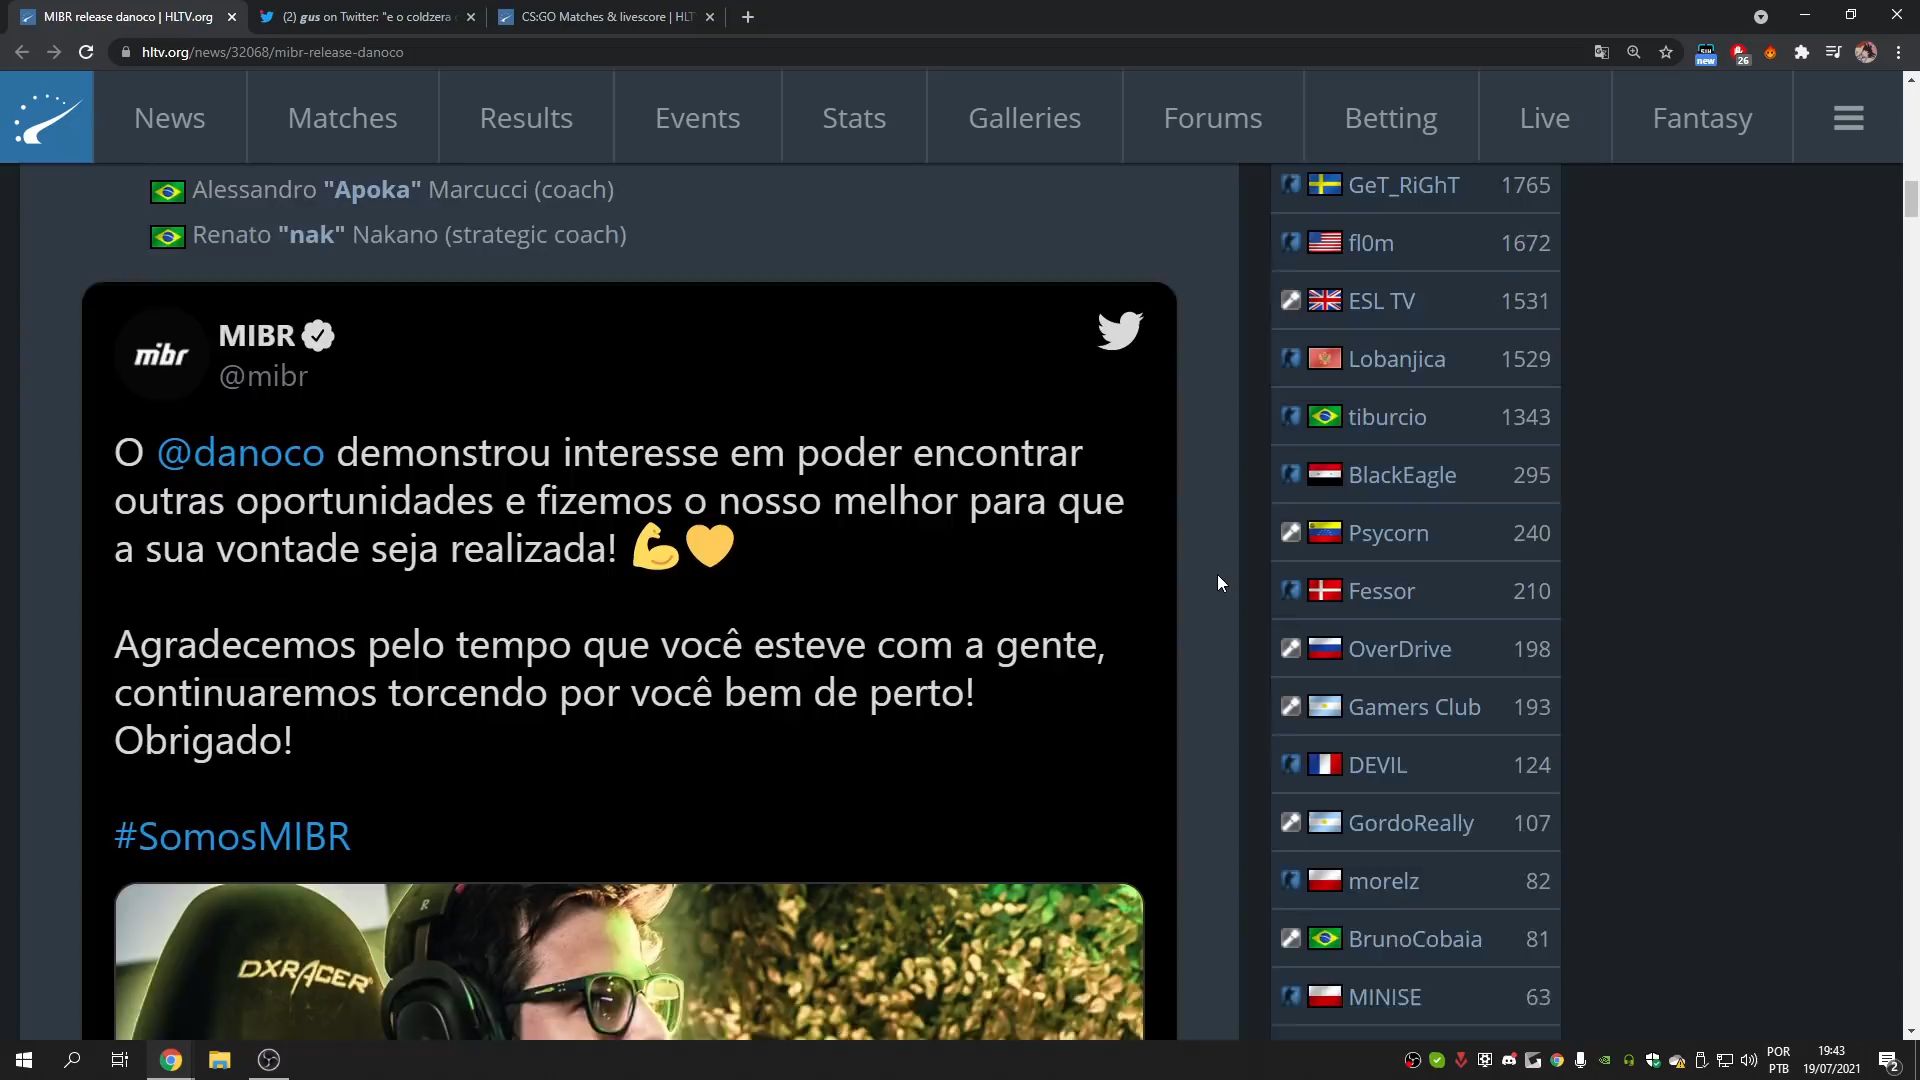 MIBR release danoco | HLTV.org
(2) gus on Twitter: "e o coldzera
CS:GO Matches & livescore | HLT
hltv.org/news/32068/mibr-release-danoco
new
26
News Matches Results Events Stats Galleries Forums Betting Live Fantasy
Alessandro "Apoka" Marcucci (coach)
Renato "nak" Nakano (strategic coach)
mibr
MIBR
@mibr
O @danoco demonstrou interesse em poder encontrar
outras oportunidades e fizemos o nosso melhor para que
a sua vontade seja realizada! 💪💛
Agradecemos pelo tempo que você esteve com a gente,
continuaremos torcendo por você bem de perto!
Obrigado!
#SomosMIBR
DXRACER
GeT_RiGhT 1765
fl0m 1672
ESL TV 1531
Lobanjica 1529
tiburcio 1343
BlackEagle 295
Psycorn 240
Fessor 210
OverDrive 198
Gamers Club 193
DEVIL 124
GordoReally 107
morelz 82
BrunoCobaia 81
MINISE 63
POR
PTB
19:43
19/07/2021
2